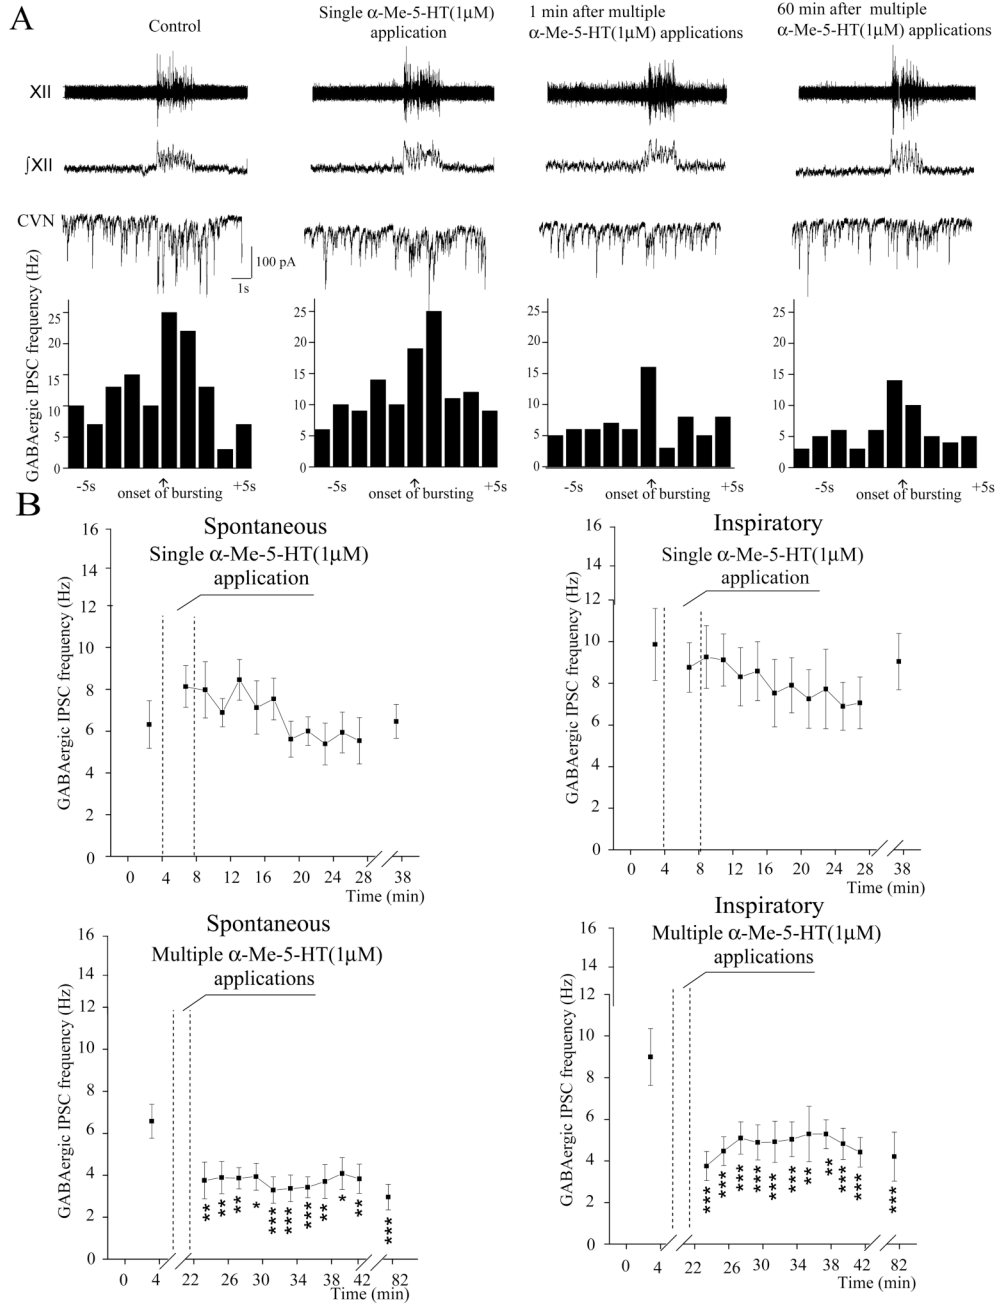 A
Control
Single α-Me-5-HT(1μM)
application
1 min after multiple
α-Me-5-HT(1μM) applications
60 min after multiple
α-Me-5-HT(1μM) applications
XII
∫XII
CVN
100 pA
1s
GABAergic IPSC frequency (Hz)
25
20
15
10
5
0
-5s
onset of bursting
+5s
25
20
15
10
5
0
-5s
onset of bursting
+5s
25
20
15
10
5
0
-5s
onset of bursting
+5s
25
20
15
10
5
0
-5s
onset of bursting
+5s
B
Spontaneous
Single α-Me-5-HT(1μM)
application
GABAergic IPSC frequency (Hz)
16
14
12
10
8
6
4
2
0
0 4 8 12 16 20 24 28 38
Time (min)
Inspiratory
Single α-Me-5-HT(1μM)
application
GABAergic IPSC frequency (Hz)
16
14
12
10
8
6
4
2
0
0 4 8 12 16 20 24 28 38
Time (min)
Spontaneous
Multiple α-Me-5-HT(1μM)
applications
GABAergic IPSC frequency (Hz)
16
14
12
10
8
6
4
2
0
** ** ** * *** *** *** ** * ** ***
0 4 22 26 30 34 38 42 82
Time (min)
Inspiratory
Multiple α-Me-5-HT(1μM)
applications
GABAergic IPSC frequency (Hz)
16
14
12
10
8
6
4
2
0
*** *** *** *** *** *** ** ** *** *** ***
0 4 22 26 30 34 38 42 82
Time (min)